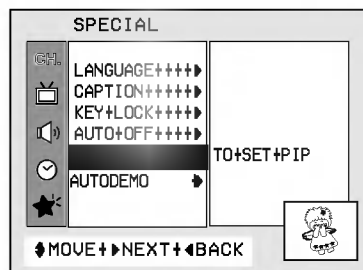 SPECIAL
CH.
LANGUAGE++++▶
CAPTION+++++▶
KEY+LOCK++++▶
AUTO+OFF++++▶
TO+SET+PIP
AUTODEMO
MOVE+▶NEXT+◀BACK